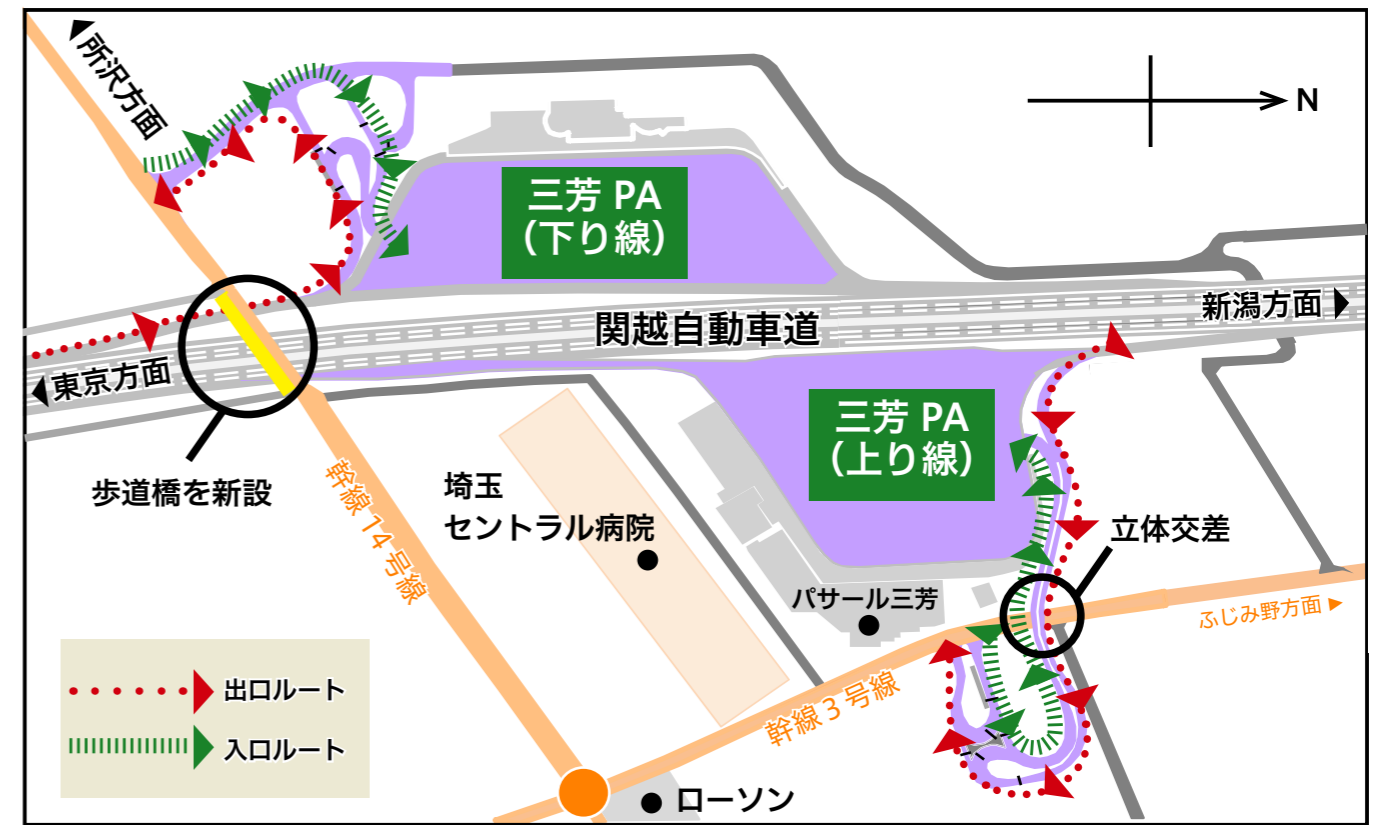 所沢方面
N
三芳 PA
（下り線）
関越自動車道
新潟方面
東京方面
三芳 PA
（上り線）
歩道橋を新設
幹線14号線
埼玉
セントラル病院
立体交差
パサール三芳
ふじみ野方面
幹線3号線
出口ルート
入口ルート
ローソン